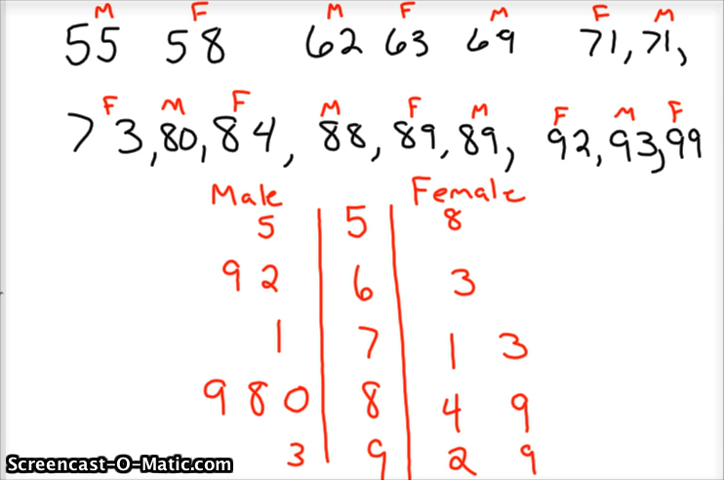 M F M F M F M
55 58 62 63 69 71, 71,
F M F M F M F M F
73, 80, 84, 88, 89, 89, 92, 93, 99
Male Female
5 5 8
9 2 6 3
1 7 1 3
9 8 0 8 4 9
3 9 2 9
Screencast-O-Matic.com